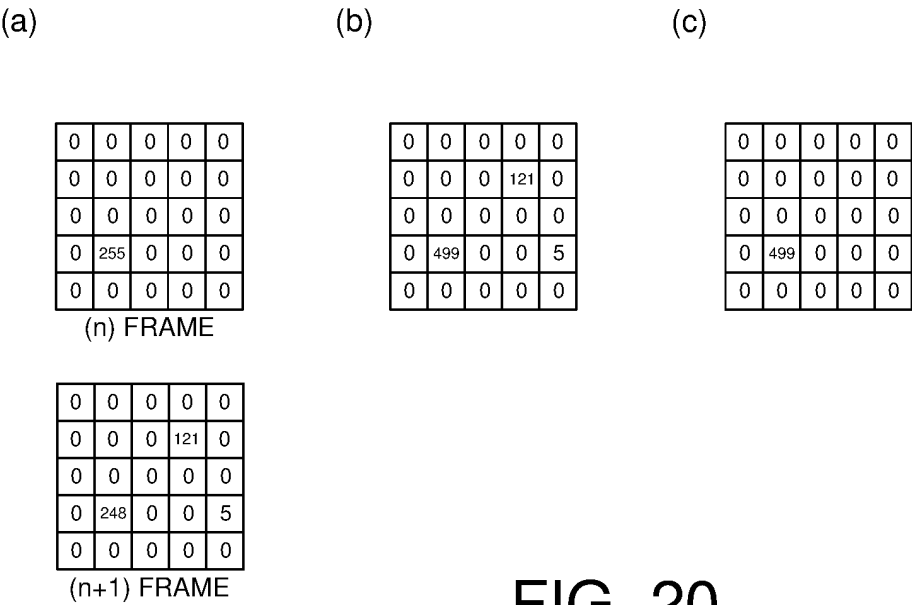 (a) (b) (c)
0 0 0 0 0 0 0 0 0 0 0 0 0 0 0
0 0 0 0 0 0 0 0 121 0 0 0 0 0 0
0 0 0 0 0 0 0 0 0 0 0 0 0 0 0
0 255 0 0 0 0 499 0 0 5 0 499 0 0 0
0 0 0 0 0 0 0 0 0 0 0 0 0 0 0
(n) FRAME
0 0 0 0 0
0 0 0 121 0
0 0 0 0 0
0 248 0 0 5
0 0 0 0 0
(n+1) FRAME
FIG. 20